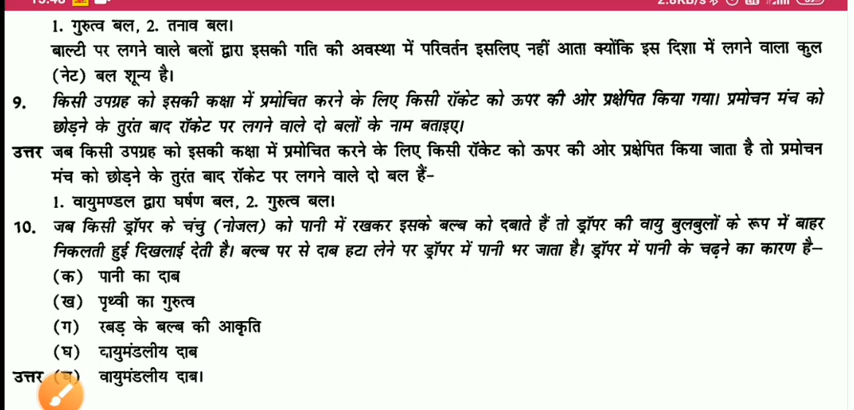 1. गुरुत्व बल, 2. तनाव बल।
बाल्टी पर लगने वाले बलों द्वारा इसकी गति की अवस्था में परिवर्तन इसलिए नहीं आता क्योंकि इस दिशा में लगने वाला कुल
(नेट) बल शून्य है।
9. किसी उपग्रह को इसकी कक्षा में प्रमोचित करने के लिए किसी रॉकेट को ऊपर की ओर प्रक्षेपित किया गया। प्रमोचन मंच को
छोड़ने के तुरंत बाद रॉकेट पर लगने वाले दो बलों के नाम बताइए।
उत्तर जब किसी उपग्रह को इसकी कक्षा में प्रमोचित करने के लिए किसी रॉकेट को ऊपर की ओर प्रक्षेपित किया जाता है तो प्रमोचन
मंच को छोड़ने के तुरंत बाद रॉकेट पर लगने वाले दो बल हैं-
1. वायुमण्डल द्वारा घर्षण बल, 2. गुरुत्व बल।
10. जब किसी ड्रॉपर के चंचु (नोजल) को पानी में रखकर इसके बल्ब को दबाते हैं तो ड्रॉपर की वायु बुलबुलों के रूप में बाहर
निकलती हुई दिखलाई देती है। बल्ब पर से दाब हटा लेने पर ड्रॉपर में पानी भर जाता है। ड्रॉपर में पानी के चढ़ने का कारण है—
(क) पानी का दाब
(ख) पृथ्वी का गुरुत्व
(ग) रबड़ के बल्ब की आकृति
(घ) वायुमंडलीय दाब
उत्तर (घ) वायुमंडलीय दाब।